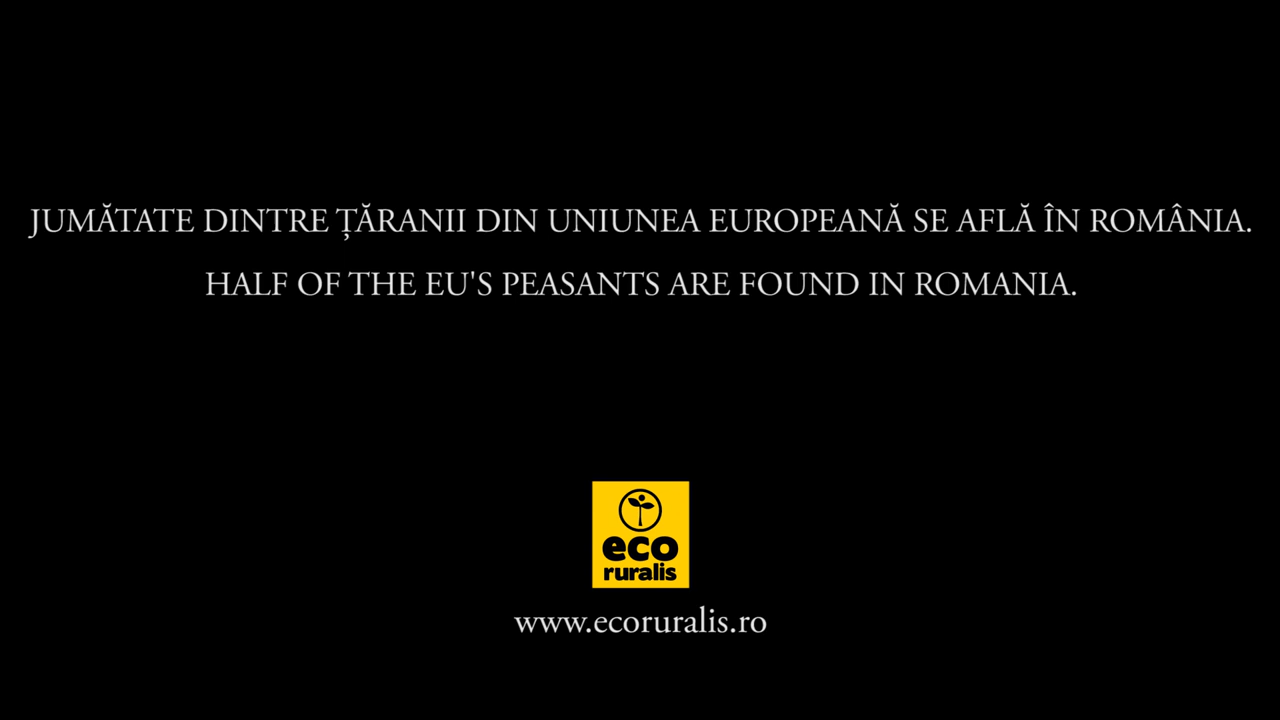 JUMĂTATE DINTRE ȚĂRANII DIN UNIUNEA EUROPEANĂ SE AFLĂ ÎN ROMÂNIA.
HALF OF THE EU'S PEASANTS ARE FOUND IN ROMANIA.
eco
ruralis
www.ecoruralis.ro